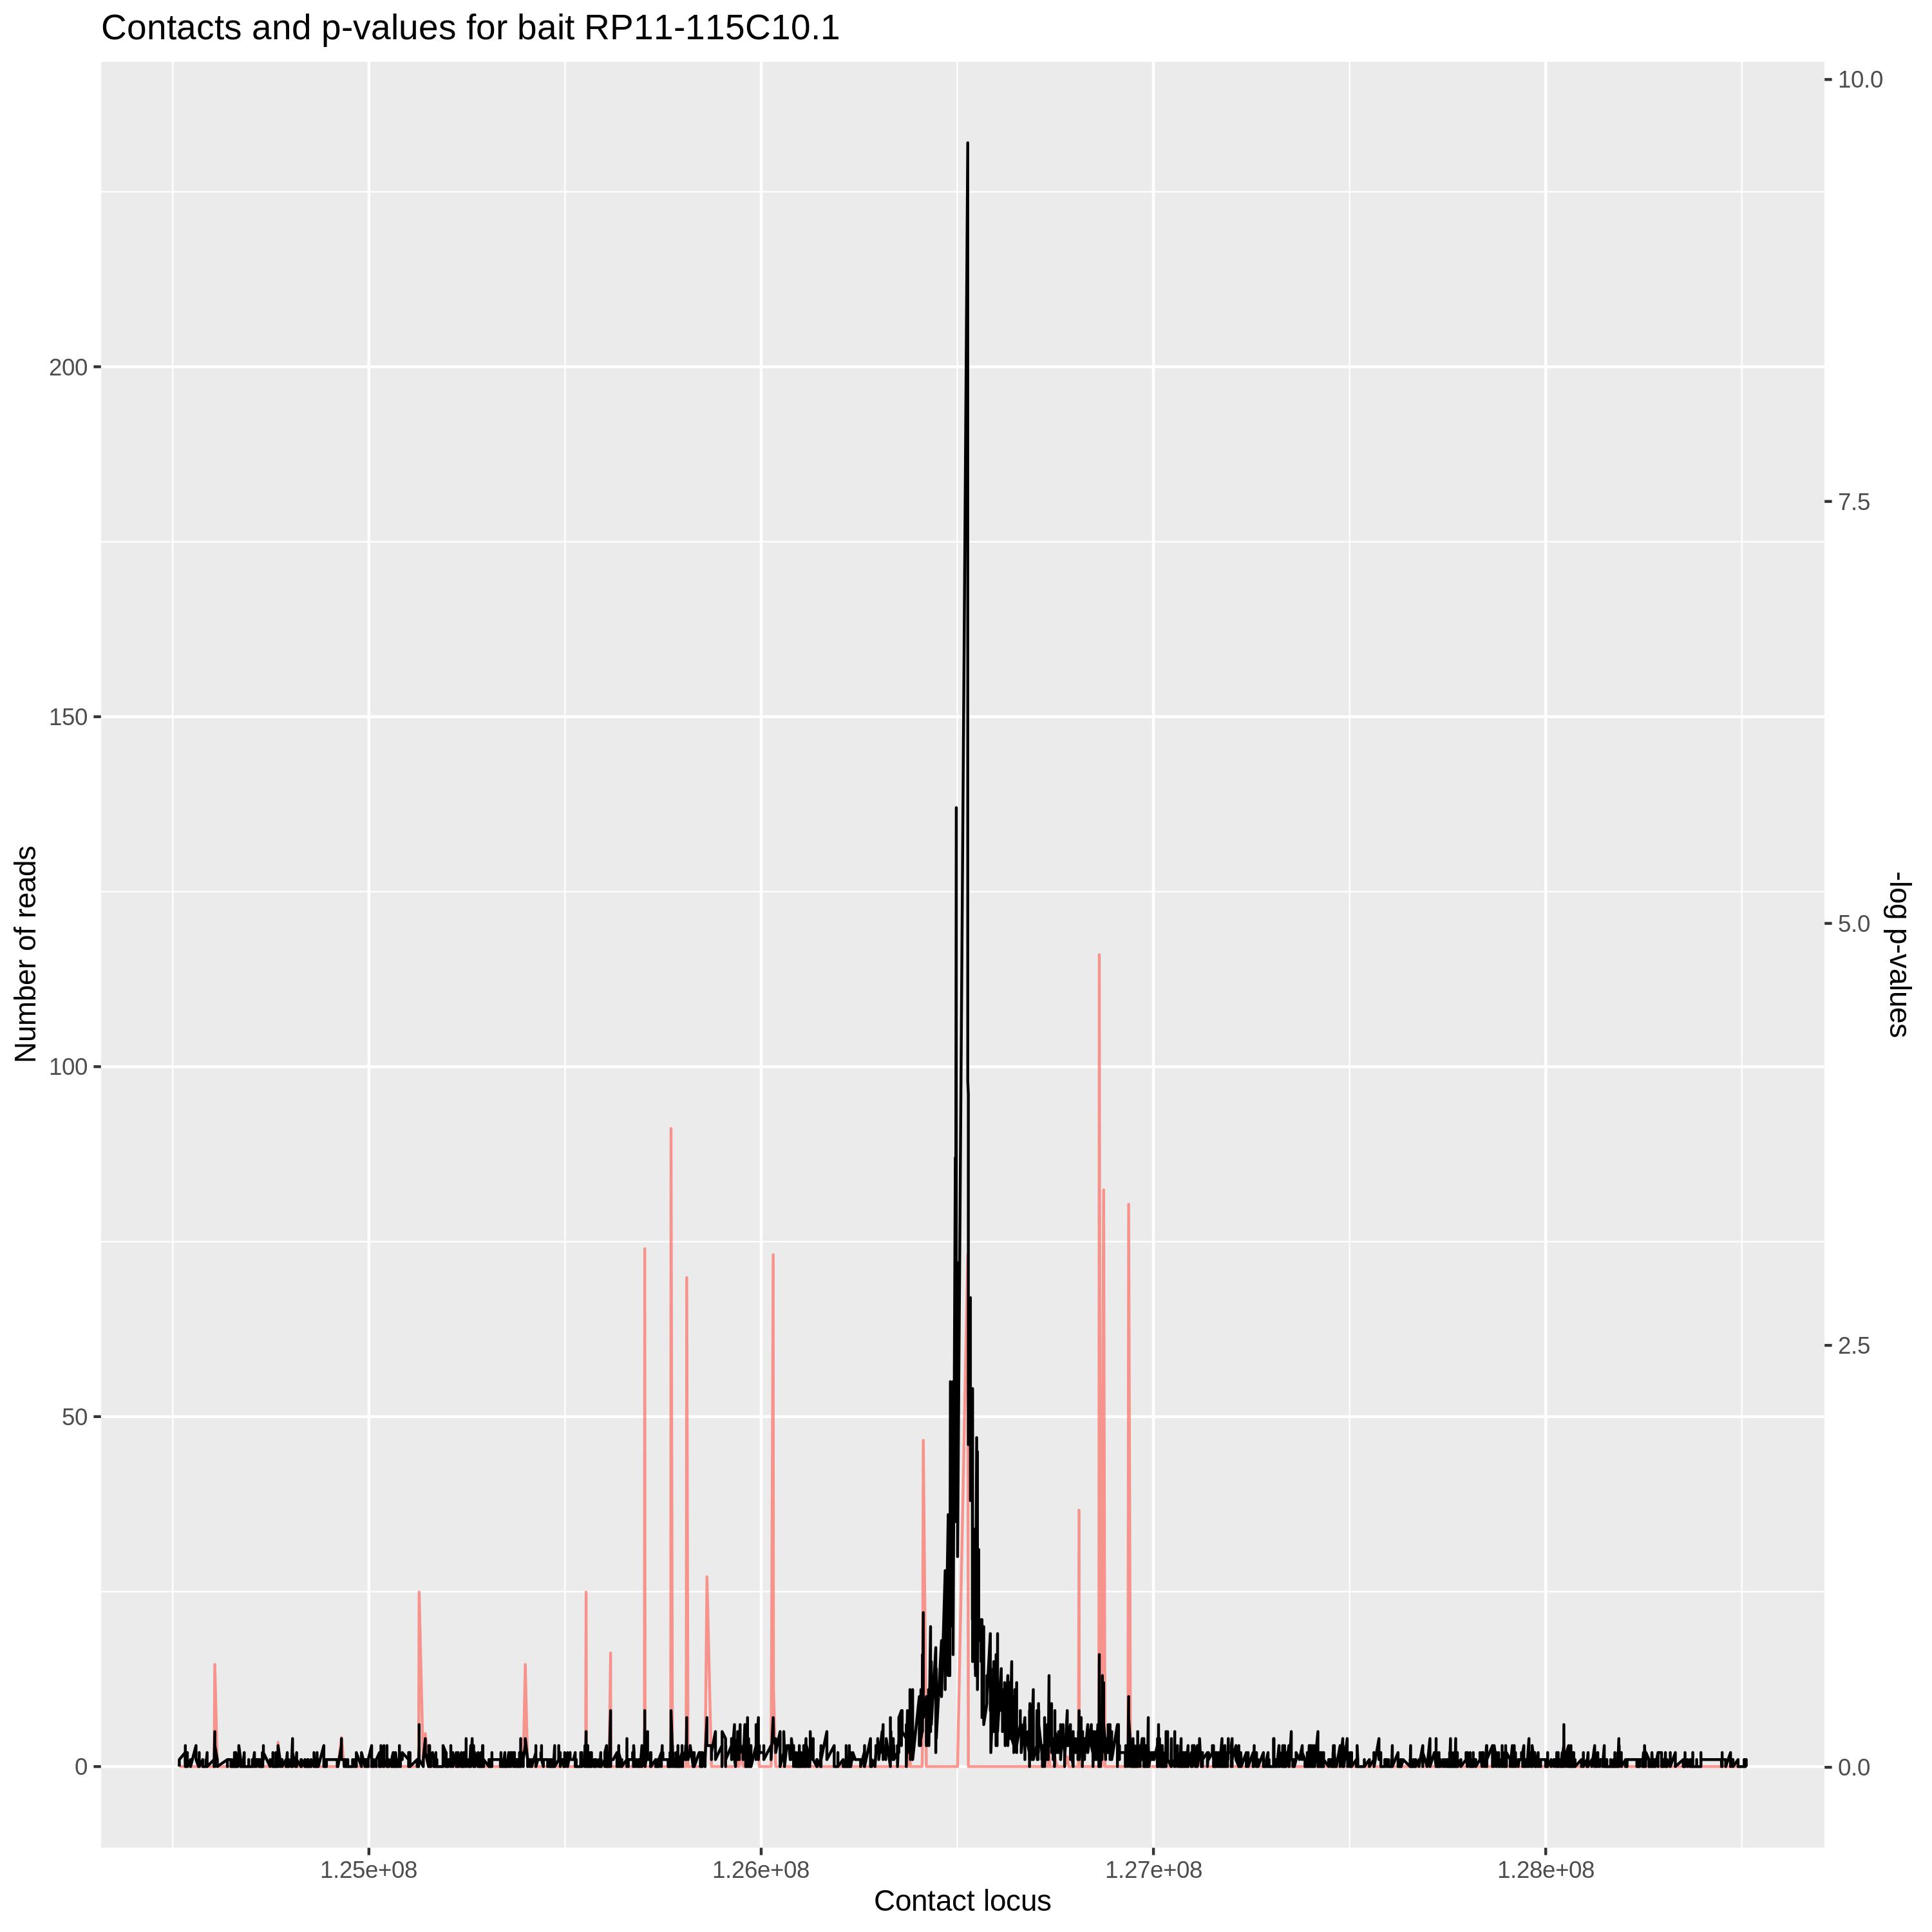 Contacts and p-values for bait RP11-115C10.1
10.0
200
7.5
150
5.0
100
2.5
50
0
0.0
Number of reads
-log p-values
1.25e+08 1.26e+08 1.27e+08 1.28e+08
Contact locus